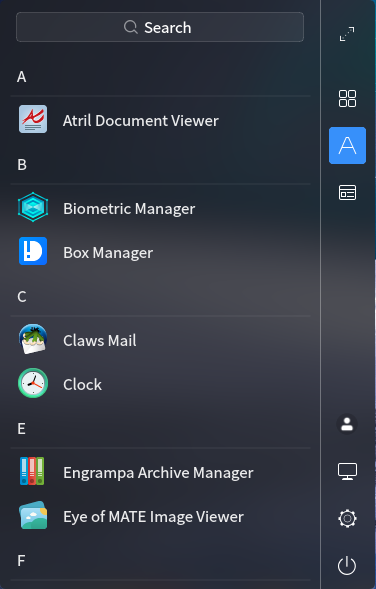 Search
A
Atril Document Viewer
B
Biometric Manager
Box Manager
C
Claws Mail
Clock
E
Engrampa Archive Manager
Eye of MATE Image Viewer
F
A